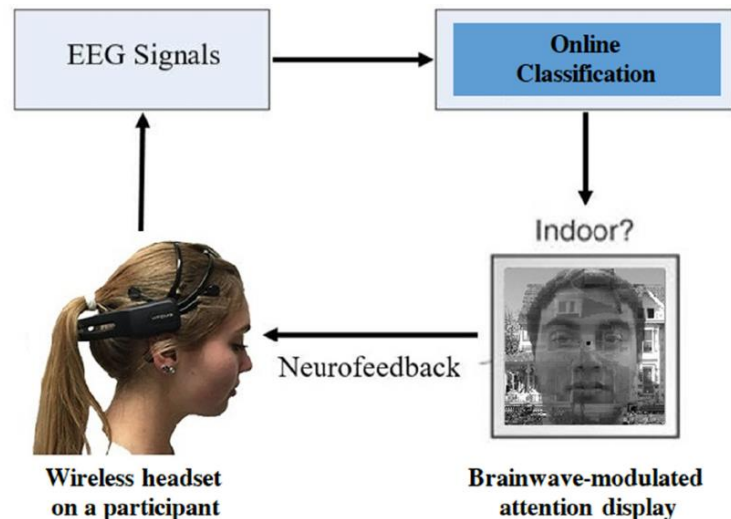 EEG Signals
Online
Classification
Indoor?
Neurofeedback
Wireless headset
on a participant
Brainwave-modulated
attention display